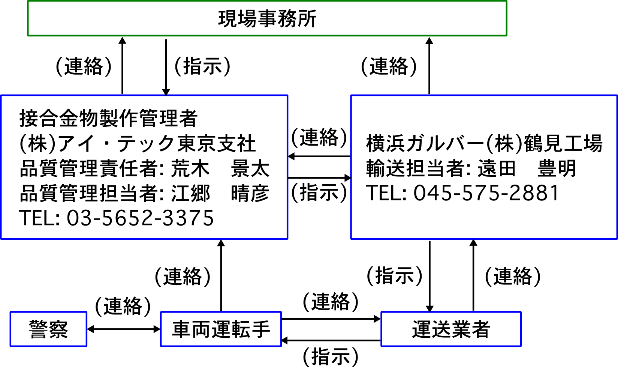 現場事務所
(連絡)
(指示)
(連絡)
接合金物製作管理者
(株)アイ・テック東京支社
品質管理責任者: 荒木　景太
品質管理担当者: 江郷　晴彦
TEL: 03-5652-3375
(連絡)
(指示)
横浜ガルバー(株)鶴見工場
輸送担当者: 遠田　豊明
TEL: 045-575-2881
(連絡)
(指示)
(連絡)
警察
(連絡)
車両運転手
(連絡)
(指示)
運送業者